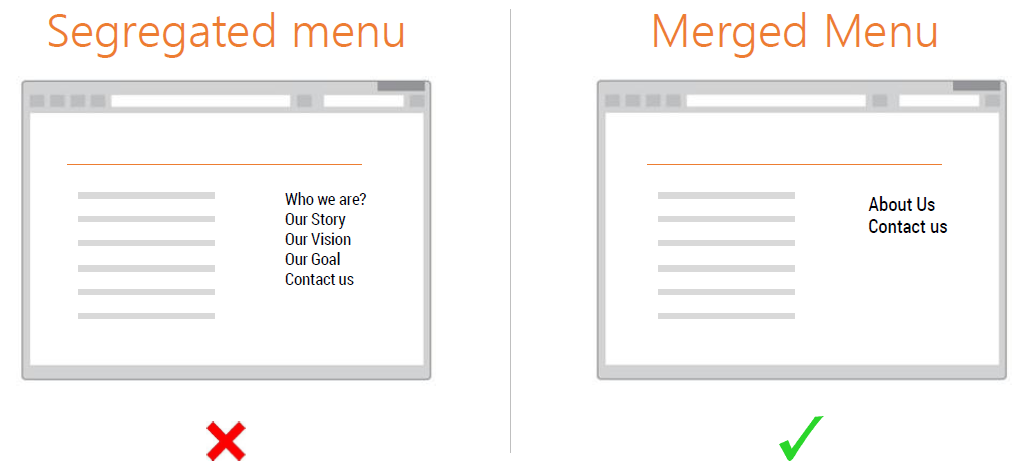 Segregated menu
Who we are?
Our Story
Our Vision
Our Goal
Contact us
Merged Menu
About Us
Contact us